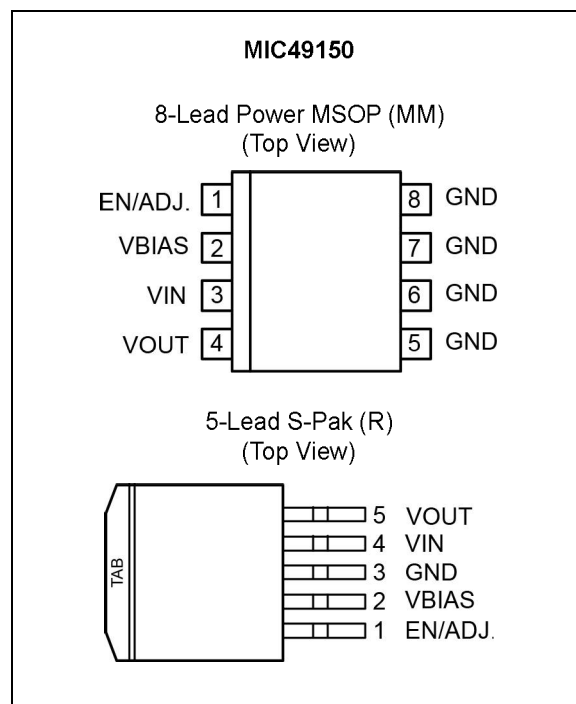 MIC49150
8-Lead Power MSOP (MM)
(Top View)
EN/ADJ. 1 8 GND
VBIAS 2 7 GND
VIN 3 6 GND
VOUT 4 5 GND
5-Lead S-Pak (R)
(Top View)
TAB
5 VOUT
4 VIN
3 GND
2 VBIAS
1 EN/ADJ.